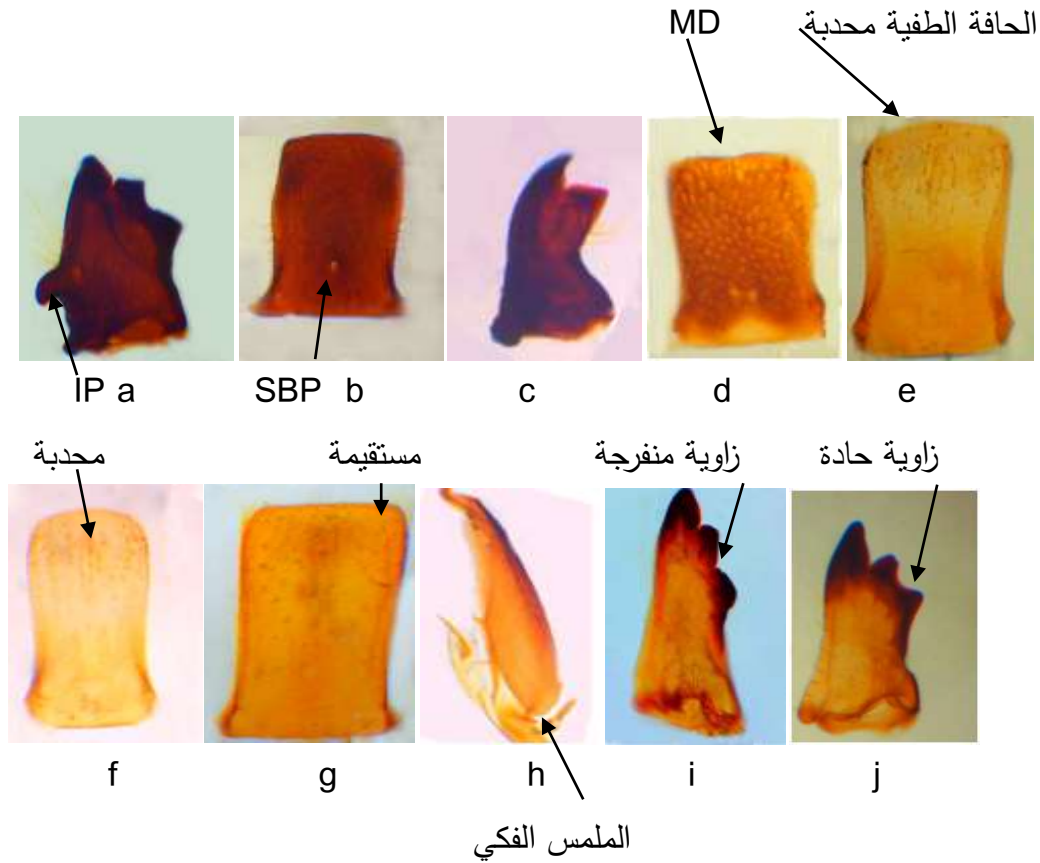 MD
الحافة الطفية محدبة
IP a
SBP b
c
d
e
محدبة
مستقيمة
زاوية منفرجة
زاوية حادة
f
g
h
i
j
الملمس الفكي